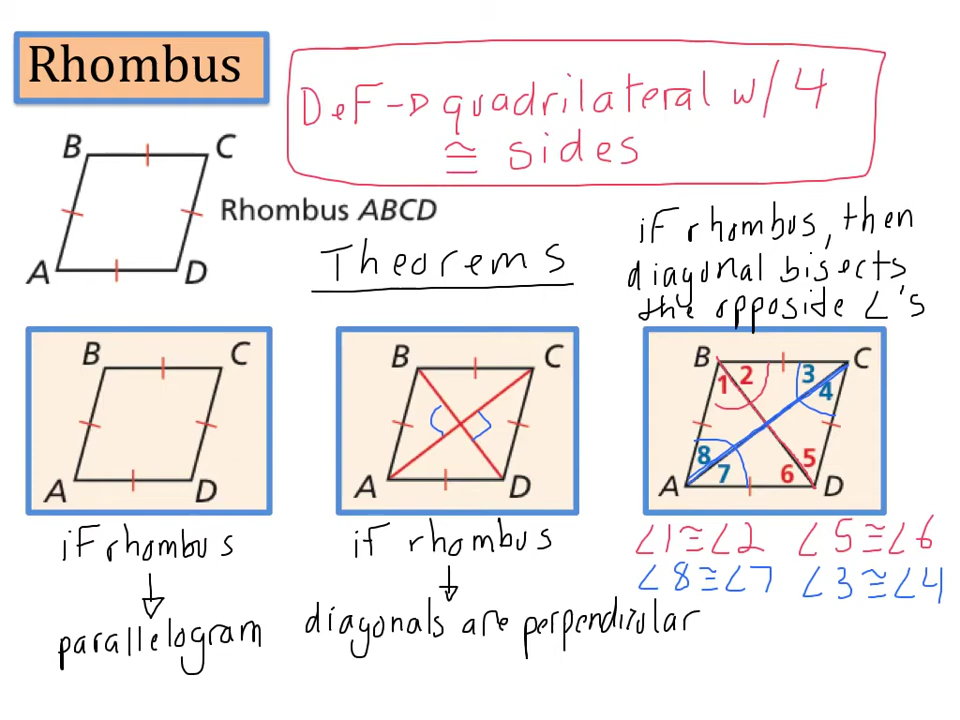 Rhombus
DeF → quadrilateral w/ 4
≅ sides
B C
A D
Rhombus ABCD
Theorems
if rhombus, then
diagonal bisects
the opposide ∠'s
B C
A D
B C
A D
B C
1 2 3 4
8 7 6 5
A D
if rhombus
↓
parallelogram
if rhombus
↓
diagonals are perpendicular
∠1≅∠2 ∠5≅∠6
∠8≅∠7 ∠3≅∠4